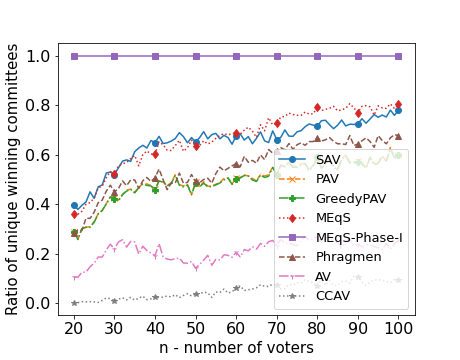 Ratio of unique winning committees
1.0
0.8
0.6
0.4
0.2
0.0
SAV
PAV
GreedyPAV
MEqS
MEqS-Phase-I
Phragmen
AV
CCAV
20 30 40 50 60 70 80 90 100
n - number of voters